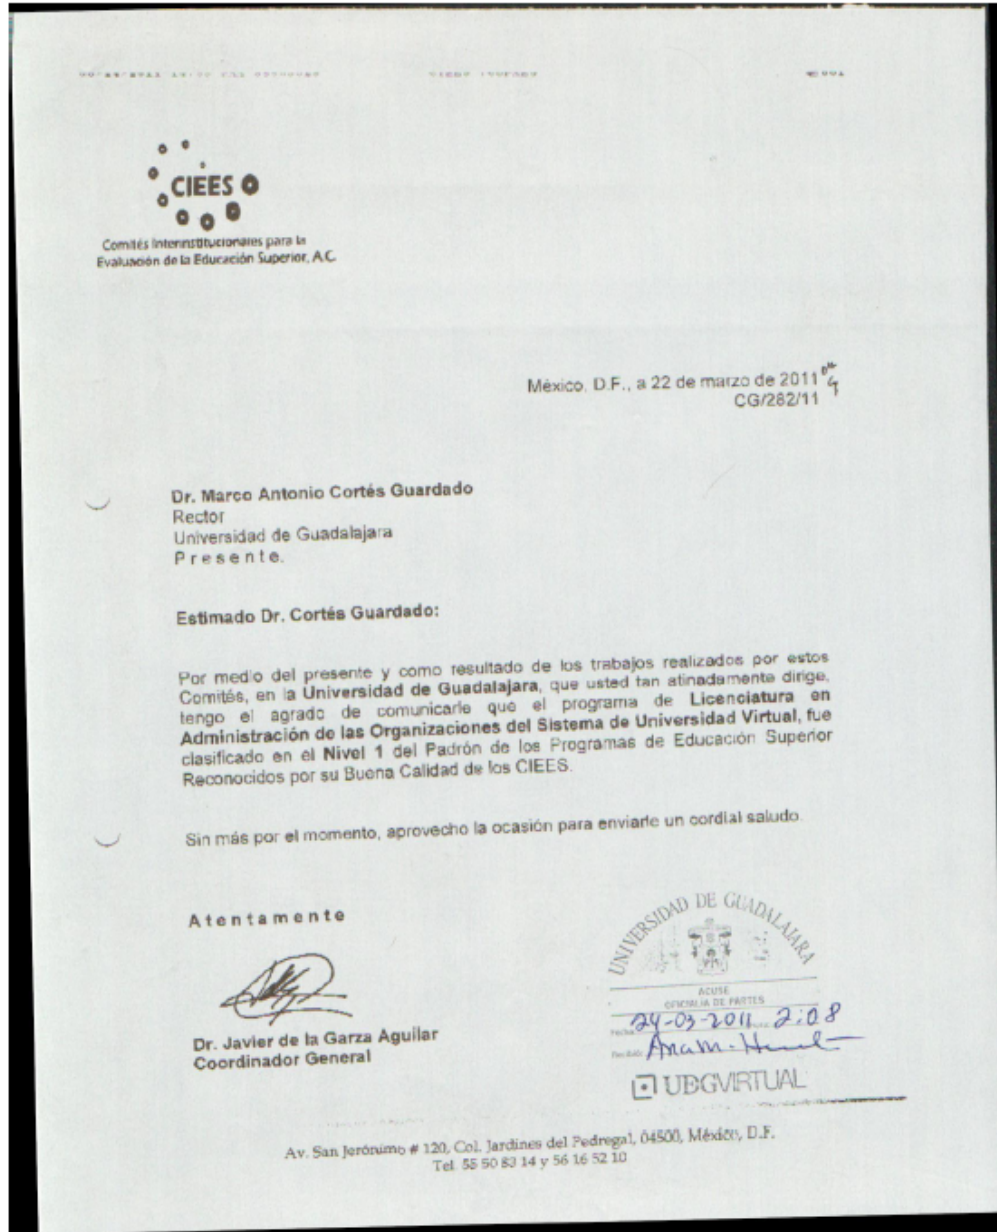 CIEES
Comités Interinstitucionales para la
Evaluación de la Educación Superior, A.C.
México, D.F., a 22 de marzo de 2011
CG/282/11
Dr. Marco Antonio Cortés Guardado
Rector
Universidad de Guadalajara
P r e s e n t e.
Estimado Dr. Cortés Guardado:
Por medio del presente y como resultado de los trabajos realizados por estos
Comités, en la Universidad de Guadalajara, que usted tan atinadamente dirige,
tengo el agrado de comunicarle que el programa de Licenciatura en
Administración de las Organizaciones del Sistema de Universidad Virtual, fue
clasificado en el Nivel 1 del Padrón de los Programas de Educación Superior
Reconocidos por su Buena Calidad de los CIEES.
Sin más por el momento, aprovecho la ocasión para enviarle un cordial saludo.
A t e n t a m e n t e
Dr. Javier de la Garza Aguilar
Coordinador General
UNIVERSIDAD DE GUADALAJARA
ACUSE
OFICIALIA DE PARTES
24-03-2011 2:08
Ana M.
UDGVIRTUAL
Av. San Jerónimo # 120, Col. Jardines del Pedregal, 04500, México, D.F.
Tel. 55 50 83 14 y 56 16 52 10